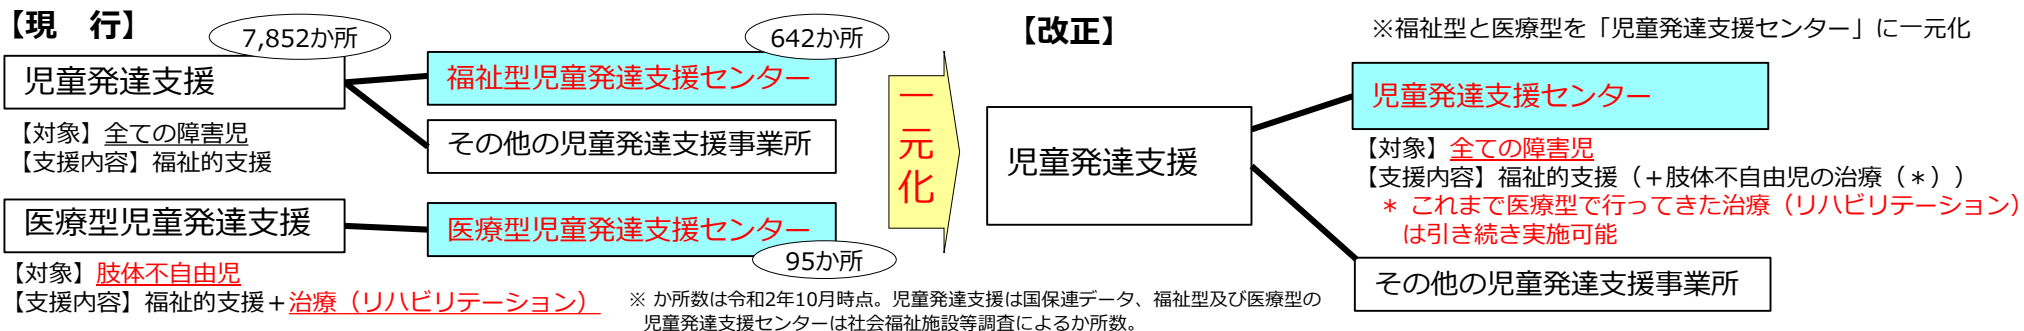 【現　行】
7,852か所
642か所
児童発達支援
福祉型児童発達支援センター
【対象】全ての障害児
【支援内容】福祉的支援
その他の児童発達支援事業所
医療型児童発達支援
医療型児童発達支援センター
95か所
【対象】肢体不自由児
【支援内容】福祉的支援＋治療（リハビリテーション）
※ か所数は令和2年10月時点。児童発達支援は国保連データ、福祉型及び医療型の
児童発達支援センターは社会福祉施設等調査によるか所数。
一元化
【改正】
※福祉型と医療型を「児童発達支援センター」に一元化
児童発達支援
児童発達支援センター
【対象】全ての障害児
【支援内容】福祉的支援（＋肢体不自由児の治療（＊））
＊ これまで医療型で行ってきた治療（リハビリテーション）
は引き続き実施可能
その他の児童発達支援事業所